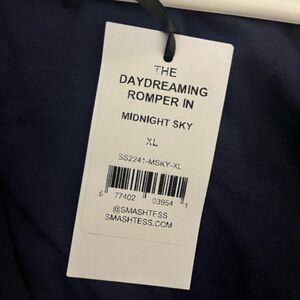 THE
DAYDREAMING
ROMPER IN
MIDNIGHT SKY
XL
SS2241-MSKY-XL
6 77402 03954 1
@SMASHTESS
SMASHTESS.COM